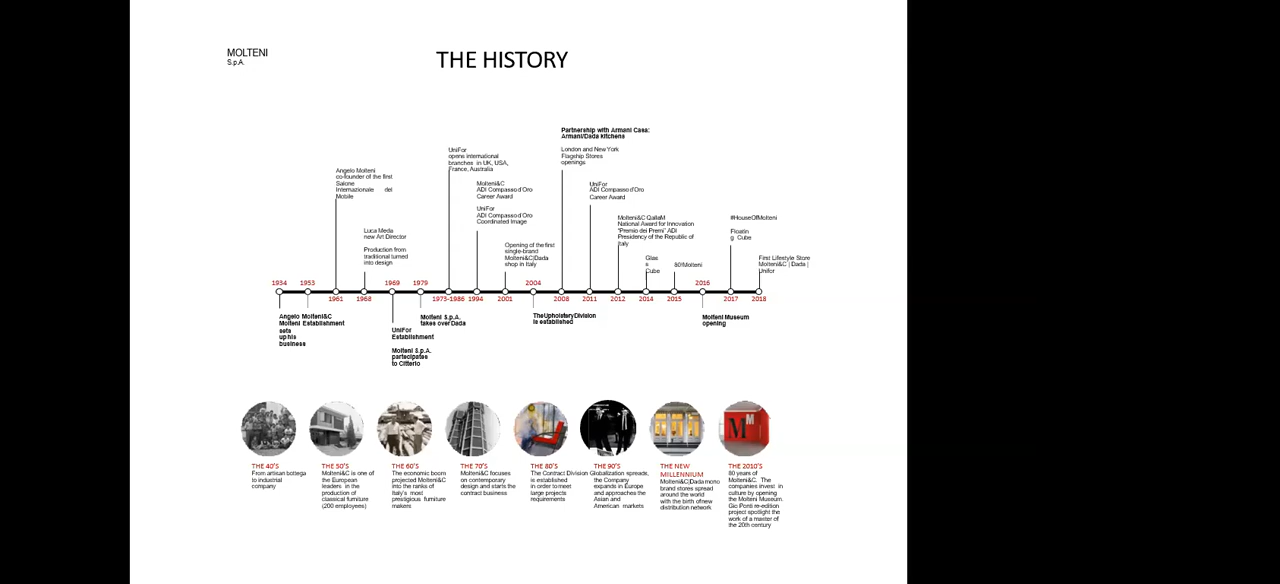 MOLTENI
S.p.A.
THE HISTORY
Partnership with Armani Casa:
Armani/Dada kitchens
London and New York
Flagship Stores
openings
UniFor
opens international
branches in UK, USA,
France, Australia
Angelo Molteni
co-founder of the first
Salone
Internazionale del
Mobile
Molteni&C
ADI Compasso d'Oro
Career Award
UniFor
ADI Compasso d'Oro
Coordinated Image
UniFor
ADI Compasso d'Oro
Career Award
Luca Meda
new Art Director
Production from
traditional turned
into design
Opening of the first
single-brand
Molteni&C|Dada
shop in Italy
Molteni&C QallaM
National Award for Innovation
"Premio dei Premi" ADI
Presidency of the Republic of
Italy
Glas
s
Cube
80!Molteni
#HouseOfMolteni
Floatin
g Cube
First Lifestyle Store
Molteni&C | Dada |
Unifor
1934 1953 1969 1979 2004 2016
1961 1968 1973-1986 1994 2001 2008 2011 2012 2014 2015 2017 2018
Angelo
Molteni
sets
up his
business
Molteni&C
Establishment
UniFor
Establishment
Molteni S.p.A.
partecipates
to Citterio
Molteni S.p.A.
takes over Dada
The Upholstery Division
is established
Molteni Museum
opening
M
M
THE 40'S
From artisan bottega
to industrial
company
THE 50'S
Molteni&C is one of
the European
leaders in the
production of
classical furniture
(200 employees)
THE 60'S
The economic boom
projected Molteni&C
into the ranks of
Italy's most
prestigious furniture
makers
THE 70'S
Molteni&C focuses
on contemporary
design and starts the
contract business
THE 80'S
The Contract Division
is established
in order to meet
large projects
requirements
THE 90'S
Globalization spreads,
the Company
expands in Europe
and approaches the
Asian and
American markets
THE NEW
MILLENNIUM
Molteni&C|Dada mono
brand stores spread
around the world
with the birth of new
distribution network
THE 2010'S
80 years of
Molteni&C. The
companies invest in
culture by opening
the Molteni Museum.
Gio Ponti re-edition
project spotlight the
work of a master of
the 20th century